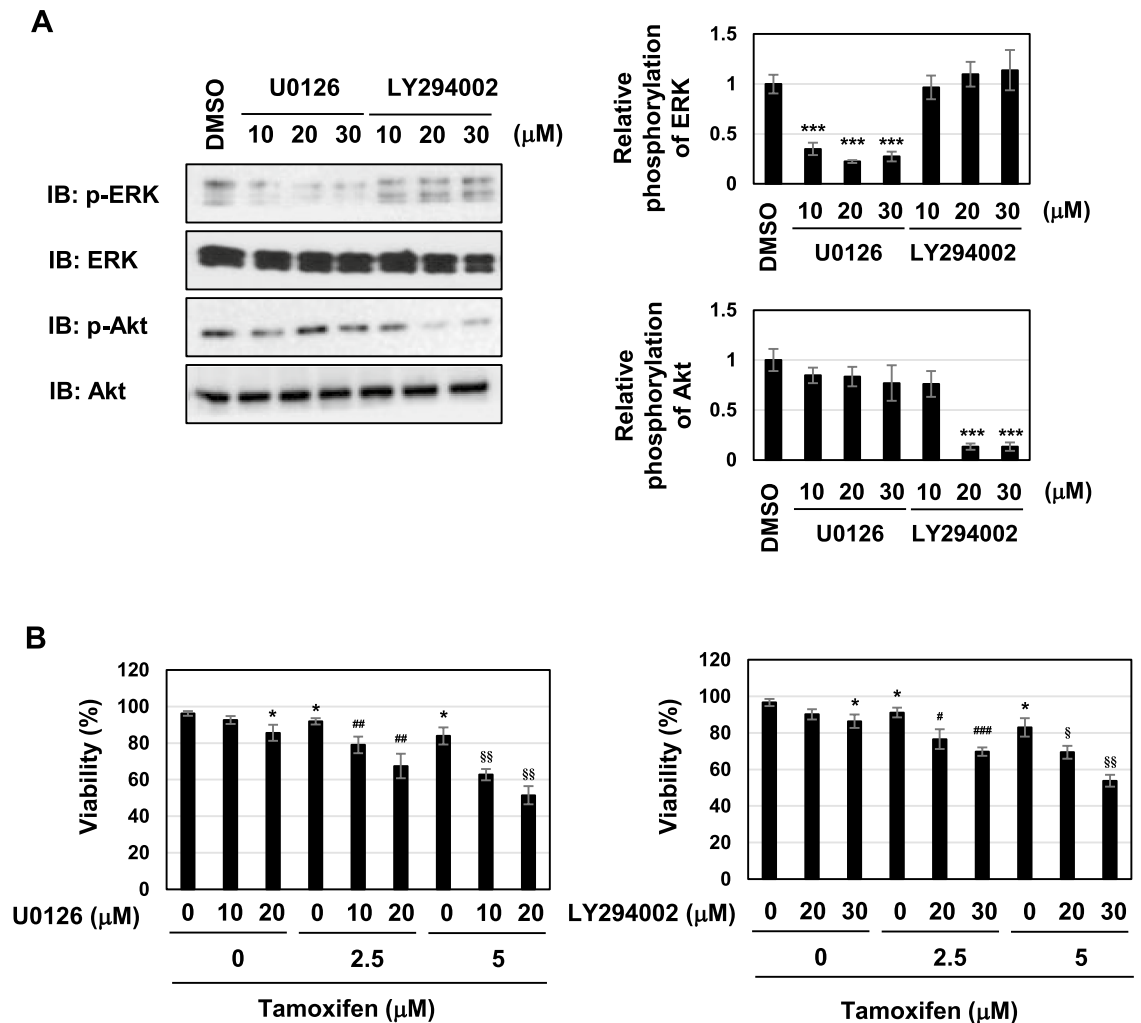 A
DMSO
U0126 LY294002
10 20 30 10 20 30 (μM)
IB: p-ERK
IB: ERK
IB: p-Akt
IB: Akt
Relative phosphorylation of ERK
1.5
1
0.5
0
*** *** ***
DMSO
10 20 30 10 20 30 (μM)
U0126 LY294002
Relative phosphorylation of Akt
1.5
1
0.5
0
*** ***
DMSO
10 20 30 10 20 30 (μM)
U0126 LY294002
B
Viability (%)
120
100
80
60
40
20
0
* * ## ## * §§ §§
U0126 (μM) 0 10 20 0 10 20 0 10 20
0 2.5 5
Tamoxifen (μM)
Viability (%)
120
100
80
60
40
20
0
* * # ### * § §§
LY294002 (μM) 0 20 30 0 20 30 0 20 30
0 2.5 5
Tamoxifen (μM)